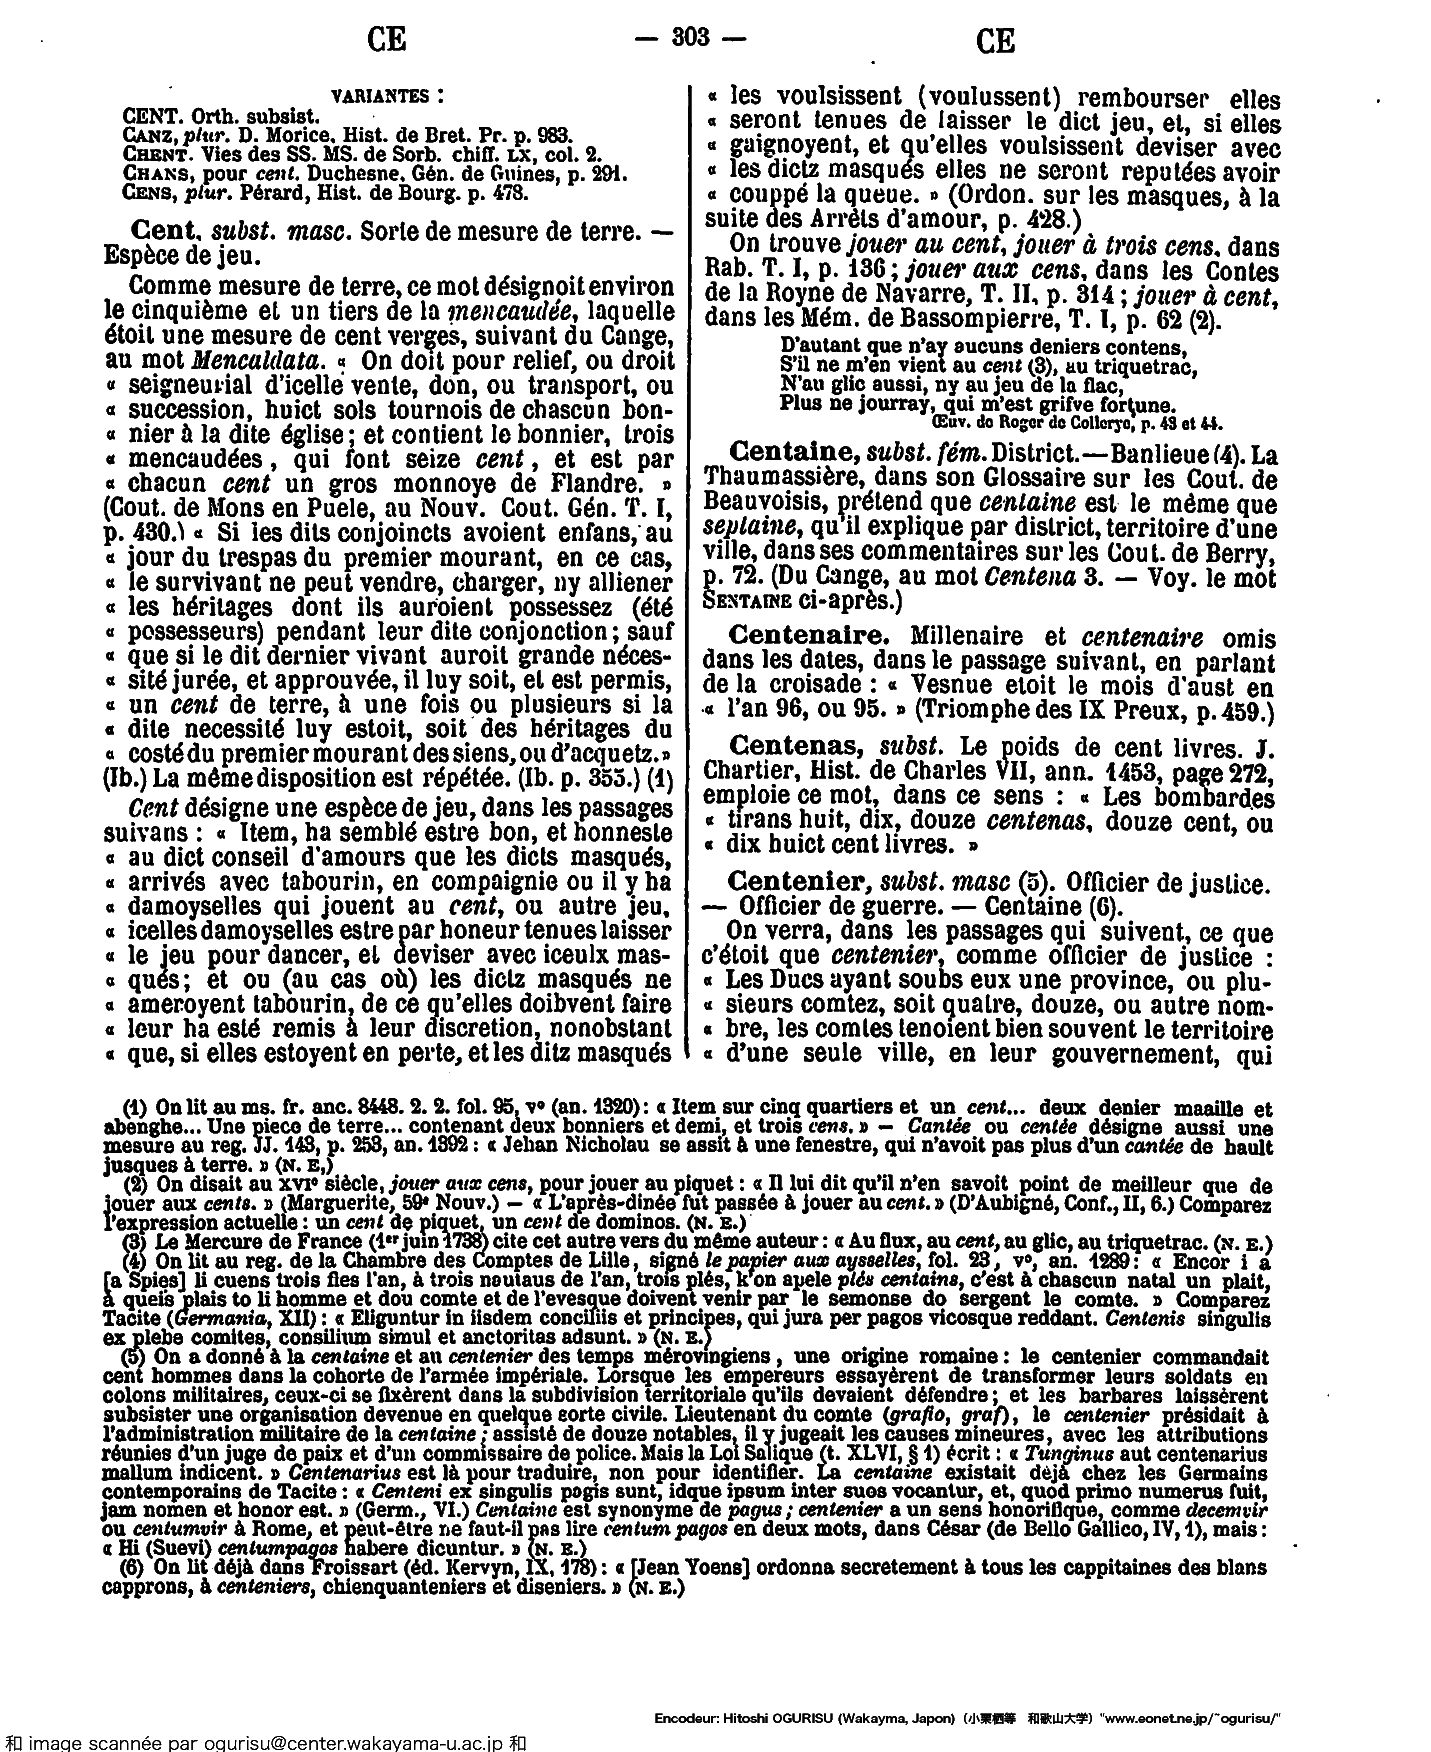 CE
— 303 —
CE
VARIANTES :
CENT. Orth. subsist.
CANZ, plur. D. Morice, Hist. de Bret. Pr. p. 983.
CHENT. Vies des SS. MS. de Sorb. chiff. LX, col. 2.
CHANS, pour cent. Duchesne, Gén. de Guines, p. 291.
CENS, plur. Pérard, Hist. de Bourg. p. 478.
Cent, subst. masc. Sorte de mesure de terre. —
Espèce de jeu.
Comme mesure de terre, ce mot désignoit environ
le cinquième et un tiers de la mencaudée, laquelle
étoit une mesure de cent verges, suivant du Cange,
au mot Mencaldata. « On doit pour relief, ou droit
« seigneurial d'icelle vente, don, ou transport, ou
« succession, huict sols tournois de chascun bon-
« nier à la dite église ; et contient le bonnier, trois
« mencaudées, qui font seize cent, et est par
« chacun cent un gros monnoye de Flandre. »
(Cout. de Mons en Puele, au Nouv. Cout. Gén. T. I,
p. 430.) « Si les dits conjoincts avoient enfans, au
« jour du trespas du premier mourant, en ce cas,
« le survivant ne peut vendre, charger, ny alliener
« les héritages dont ils auroient possessez (été
« possesseurs) pendant leur dite conjonction ; sauf
« que si le dit dernier vivant auroit grande néces-
« sité jurée, et approuvée, il luy soit, et est permis,
« un cent de terre, à une fois ou plusieurs si la
« dite necessité luy estoit, soit des héritages du
« costé du premier mourant des siens, ou d'acquetz. »
(Ib.) La même disposition est répétée. (Ib. p. 355.) (1)
Cent désigne une espèce de jeu, dans les passages
suivans : « Item, ha semblé estre bon, et honneste
« au dict conseil d'amours que les dicts masqués,
« arrivés avec tabourin, en compaignie ou il y ha
« damoyselles qui jouent au cent, ou autre jeu,
« icelles damoyselles estre par honeur tenues laisser
« le jeu pour dancer, et deviser avec iceulx mas-
« qués ; et ou (au cas où) les dictz masqués ne
« ameroyent tabourin, de ce qu'elles doibvent faire
« leur ha esté remis à leur discretion, nonobstant
« que, si elles estoyent en perte, et les ditz masqués
« les voulsissent (voulussent) rembourser elles
« seront tenues de laisser le dict jeu, et, si elles
« gaignoyent, et qu'elles voulsissent deviser avec
« les dictz masqués elles ne seront reputées avoir
« couppé la queue. » (Ordon. sur les masques, à la
suite des Arrêts d'amour, p. 428.)
On trouve jouer au cent, jouer à trois cens, dans
Rab. T. I, p. 136 ; jouer aux cens, dans les Contes
de la Royne de Navarre, T. II, p. 314 ; jouer à cent,
dans les Mém. de Bassompierre, T. I, p. 62 (2).
D'autant que n'ay aucuns deniers contens,
S'il ne m'en vient au cent (3), au triquetrac,
N'au glic aussi, ny au jeu de la flac,
Plus ne jourray, qui m'est grifve fortune.
Œuv. de Roger de Collerye, p. 43 et 44.
Centaine, subst. fém. District. — Banlieue (4). La
Thaumassière, dans son Glossaire sur les Cout. de
Beauvoisis, prétend que centaine est le même que
septaine, qu'il explique par district, territoire d'une
ville, dans ses commentaires sur les Cout. de Berry,
p. 72. (Du Cange, au mot Centena 3. — Voy. le mot
SENTAINE ci-après.)
Centenaire. Millenaire et centenaire omis
dans les dates, dans le passage suivant, en parlant
de la croisade : « Vesnue etoit le mois d'aust en
« l'an 96, ou 95. » (Triomphe des IX Preux, p. 459.)
Centenas, subst. Le poids de cent livres. J.
Chartier, Hist. de Charles VII, ann. 1453, page 272,
emploie ce mot, dans ce sens : « Les bombardes
« tirans huit, dix, douze centenas, douze cent, ou
« dix huict cent livres. »
Centenier, subst. masc (5). Officier de justice.
— Officier de guerre. — Centaine (6).
On verra, dans les passages qui suivent, ce que
c'étoit que centenier, comme officier de justice :
« Les Ducs ayant soubs eux une province, ou plu-
« sieurs comtez, soit quatre, douze, ou autre nom-
« bre, les comtes tenoient bien souvent le territoire
« d'une seule ville, en leur gouvernement, qui
(1) On lit au ms. fr. anc. 8448. 2. 2. fol. 95, v° (an. 1320) : « Item sur cinq quartiers et un cent... deux denier maaille et
abenghe... Une piece de terre... contenant deux bonniers et demi, et trois cens. » — Cantée ou centée désigne aussi une
mesure au reg. JJ. 143, p. 253, an. 1392 : « Jehan Nicholau se assit à une fenestre, qui n'avoit pas plus d'un cantée de hault
jusques à terre. » (N. E.)
(2) On disait au XVI° siècle, jouer aux cens, pour jouer au piquet : « Il lui dit qu'il n'en savoit point de meilleur que de
jouer aux cents. » (Marguerite, 59° Nouv.) — « L'après-dinée fut passée à jouer au cent. » (D'Aubigné, Conf., II, 6.) Comparez
l'expression actuelle : un cent de piquet, un cent de dominos. (N. E.)
(3) Le Mercure de France (1er juin 1738) cite cet autre vers du même auteur : « Au flux, au cent, au glic, au triquetrac. (N. E.)
(4) On lit au reg. de la Chambre des Comptes de Lille, signé le papier aux aysselles, fol. 23, v°, an. 1289 : « Encor i a
[a Spies] li cuens trois fies l'an, à trois nautaus de l'an, trois plés, k'on apele plés centains, c'est à chascun natal un plait,
à queis plais to li homme et dou comte et de l'evesque doivent venir par le semonse do sergent le comte. » Comparez
Tacite (Germania, XII) : « Eliguntur in iisdem conciliis et principes, qui jura per pagos vicosque reddant. Centenis singulis
ex plebe comites, consilium simul et anctoritas adsunt. » (N. E.)
(5) On a donné à la centaine et au centenier des temps mérovingiens, une origine romaine : le centenier commandait
cent hommes dans la cohorte de l'armée impériale. Lorsque les empereurs essayèrent de transformer leurs soldats en
colons militaires, ceux-ci se fixèrent dans la subdivision territoriale qu'ils devaient défendre ; et les barbares laissèrent
subsister une organisation devenue en quelque sorte civile. Lieutenant du comte (grafio, graf), le centenier présidait à
l'administration militaire de la centaine ; assisté de douze notables, il y jugeait les causes mineures, avec les attributions
réunies d'un juge de paix et d'un commissaire de police. Mais la Loi Salique (t. XLVI, § 1) écrit : « Tunginus aut centenarius
mallum indicent. » Centenarius est là pour traduire, non pour identifier. La centaine existait déjà chez les Germains
contemporains de Tacite : « Centeni ex singulis pagis sunt, idque ipsum inter suos vocantur, et, quod primo numerus fuit,
jam nomen et honor est. » (Germ., VI.) Centaine est synonyme de pagus ; centenier a un sens honorifique, comme decemvir
ou centumvir à Rome, et peut-être ne faut-il pas lire centum pagos en deux mots, dans César (de Bello Gallico, IV, 1), mais :
« Hi (Suevi) centumpagos habere dicuntur. » (N. E.)
(6) On lit déjà dans Froissart (éd. Kervyn, IX, 178) : « [Jean Yoens] ordonna secretement à tous les cappitaines des blans
capprons, à centeniers, chienquanteniers et diseniers. » (N. E.)
Encodeur: Hitoshi OGURISU (Wakayma, Japon) (小栗栖等 和歌山大学) "www.eonet.ne.jp/~ogurisu/"
和 image scannée par ogurisu@center.wakayama-u.ac.jp 和